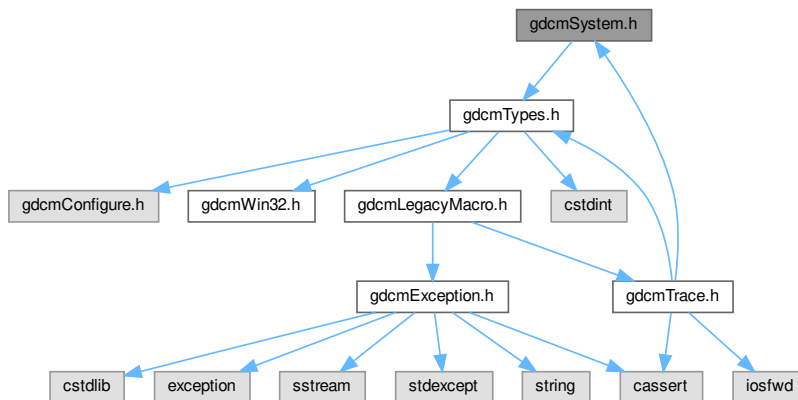 gdcmSystem.h
gdcmTypes.h
gdcmConfigure.h
gdcmWin32.h
gdcmLegacyMacro.h
cstdint
gdcmException.h
gdcmTrace.h
cstdlib
exception
sstream
stdexcept
string
cassert
iosfwd